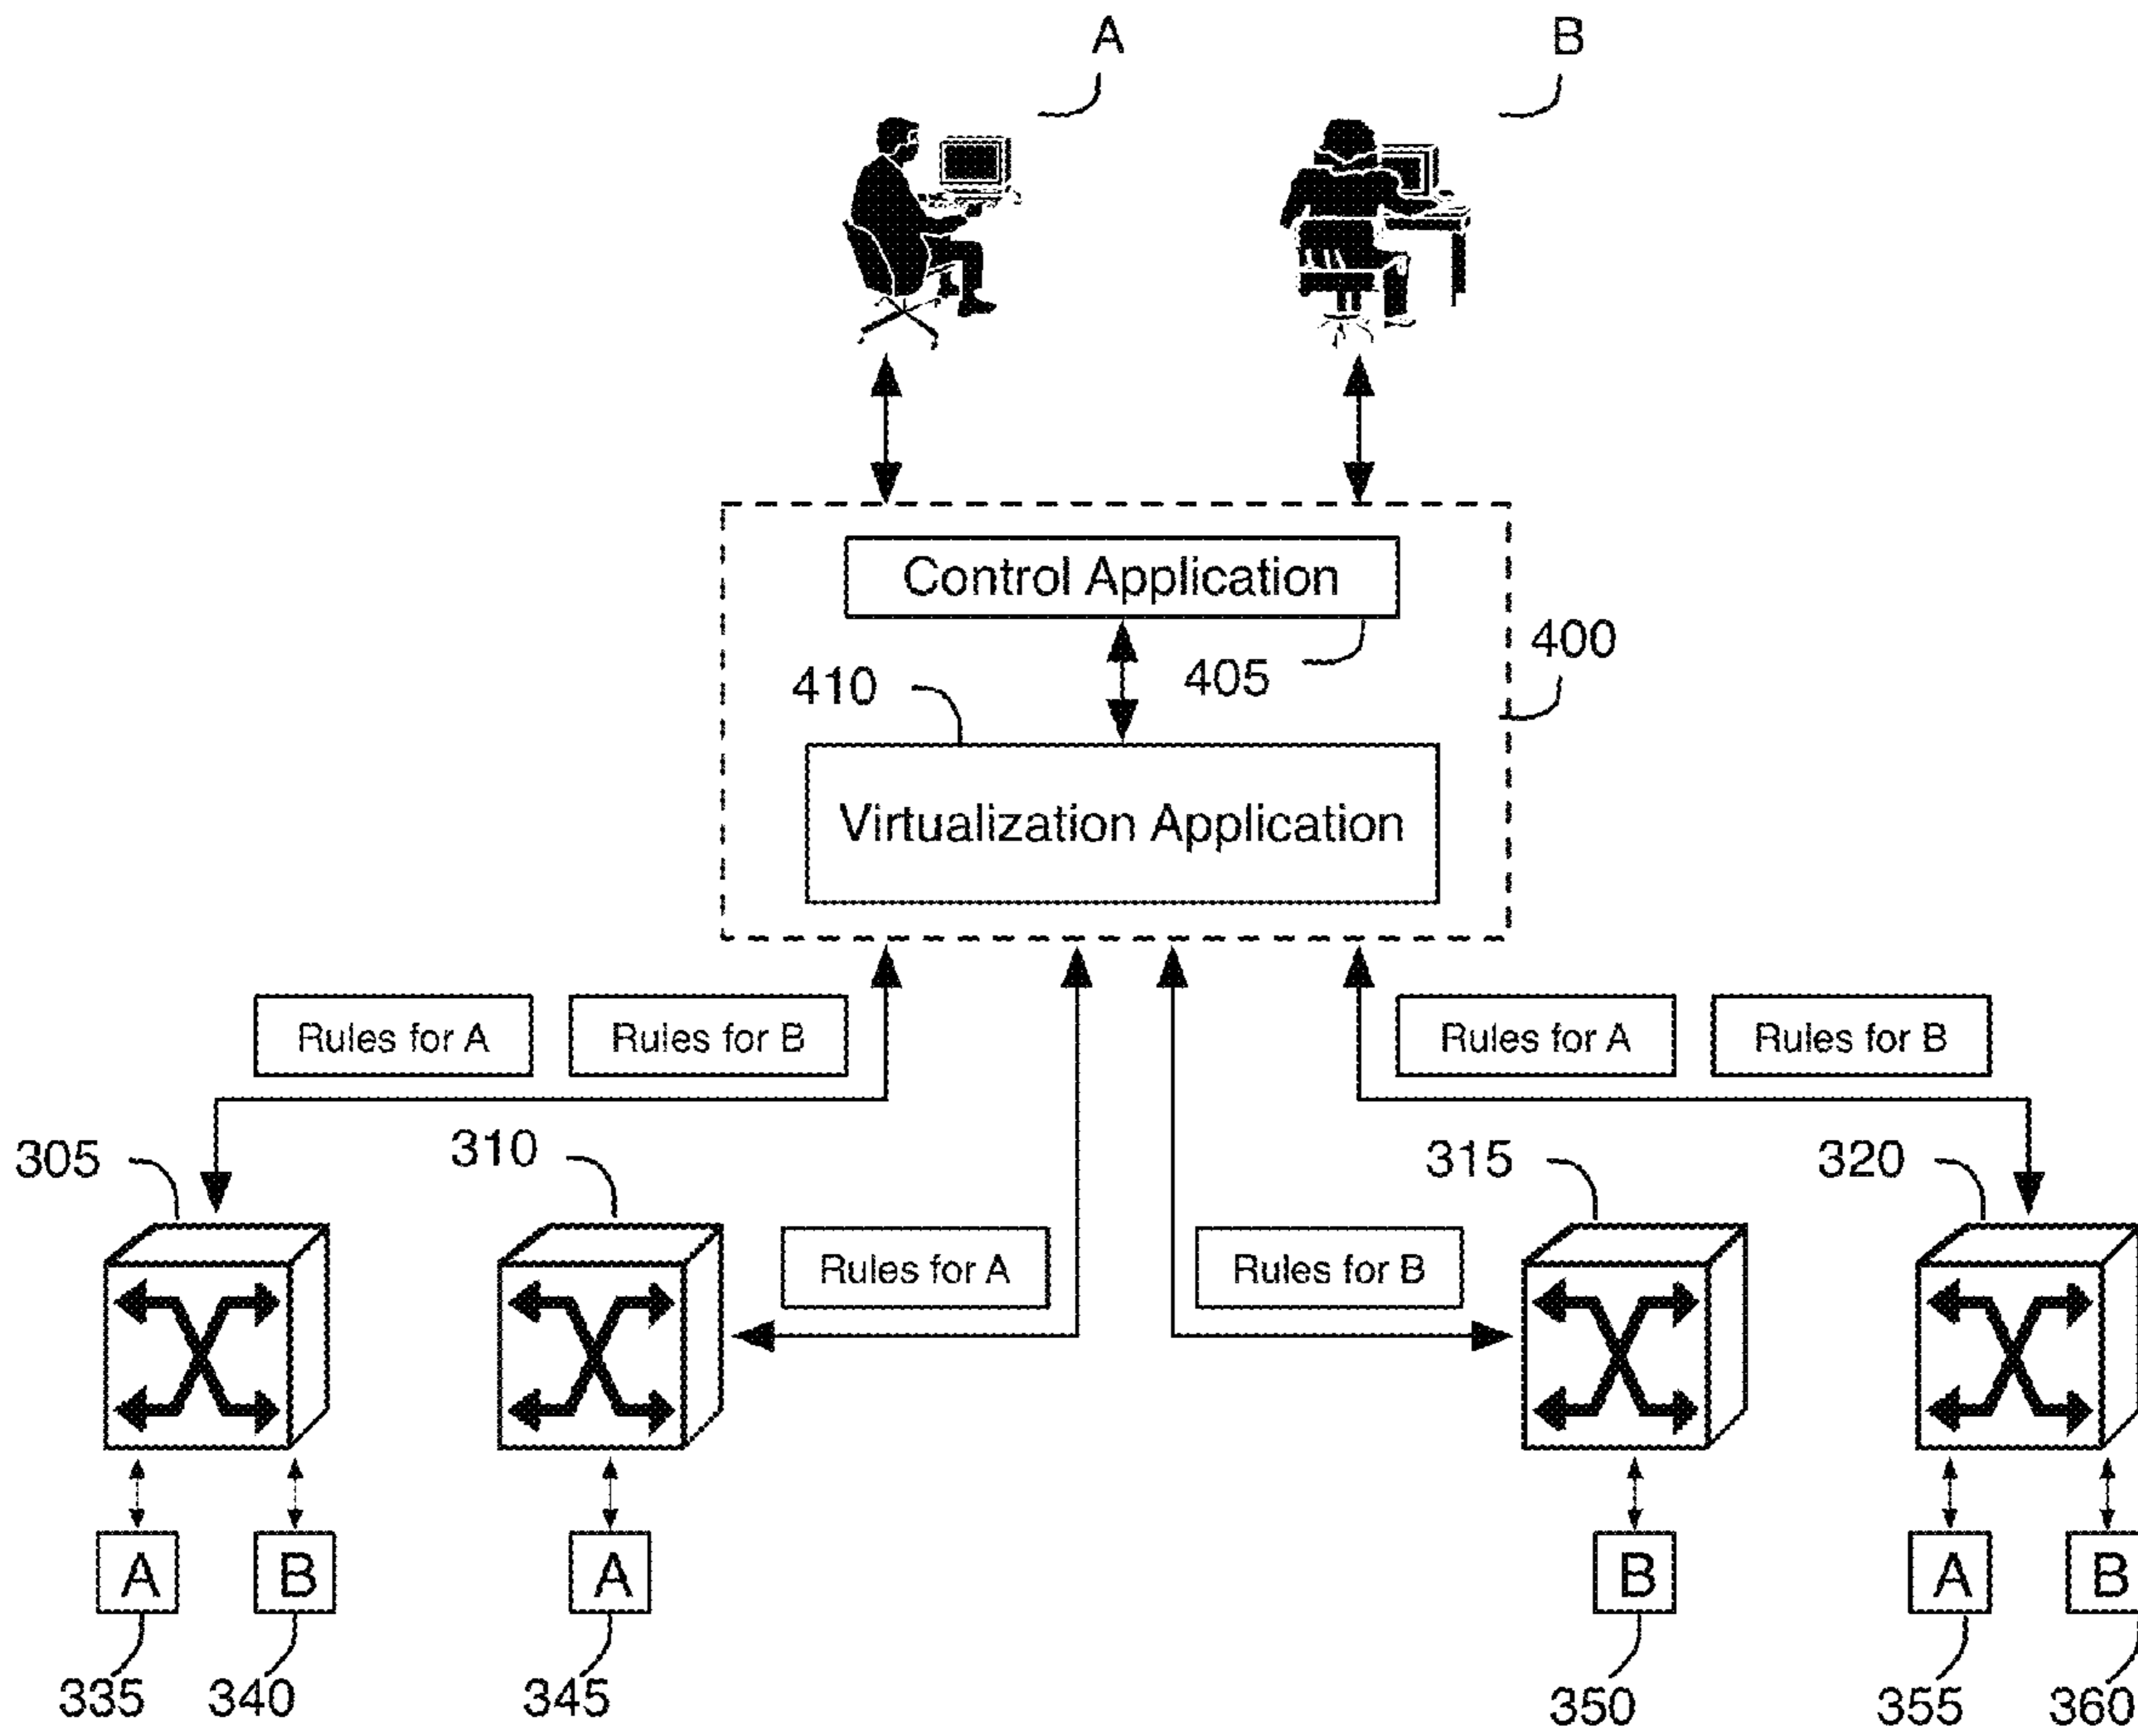 A
B
Control Application
400
405
410
Virtualization Application
Rules for A
Rules for B
Rules for A
Rules for B
305
310
315
320
Rules for A
Rules for B
A
B
A
B
A
B
335
340
345
350
355
360